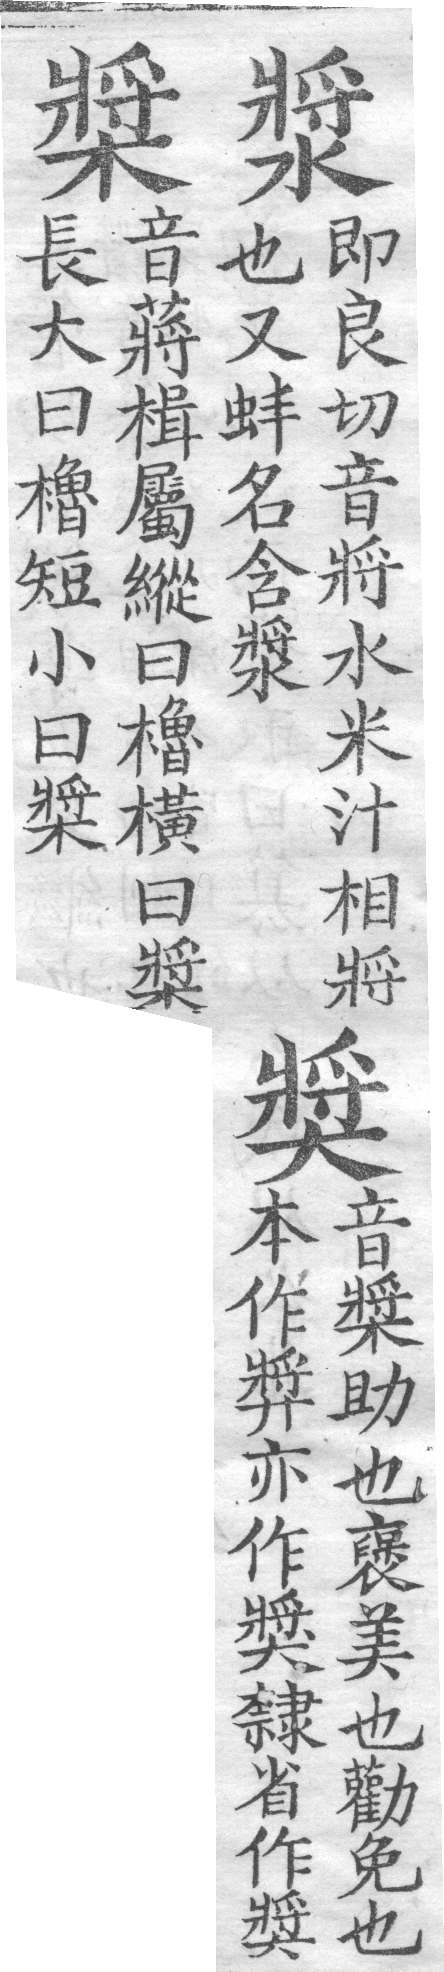 漿
即良切音將水米汁相將
也又蚌名含漿
槳
音蔣楫屬縱曰櫓橫曰槳
長大曰櫓短小曰槳
獎
音槳助也褒美也勸免也
本作㢡亦作獎隸省作奬